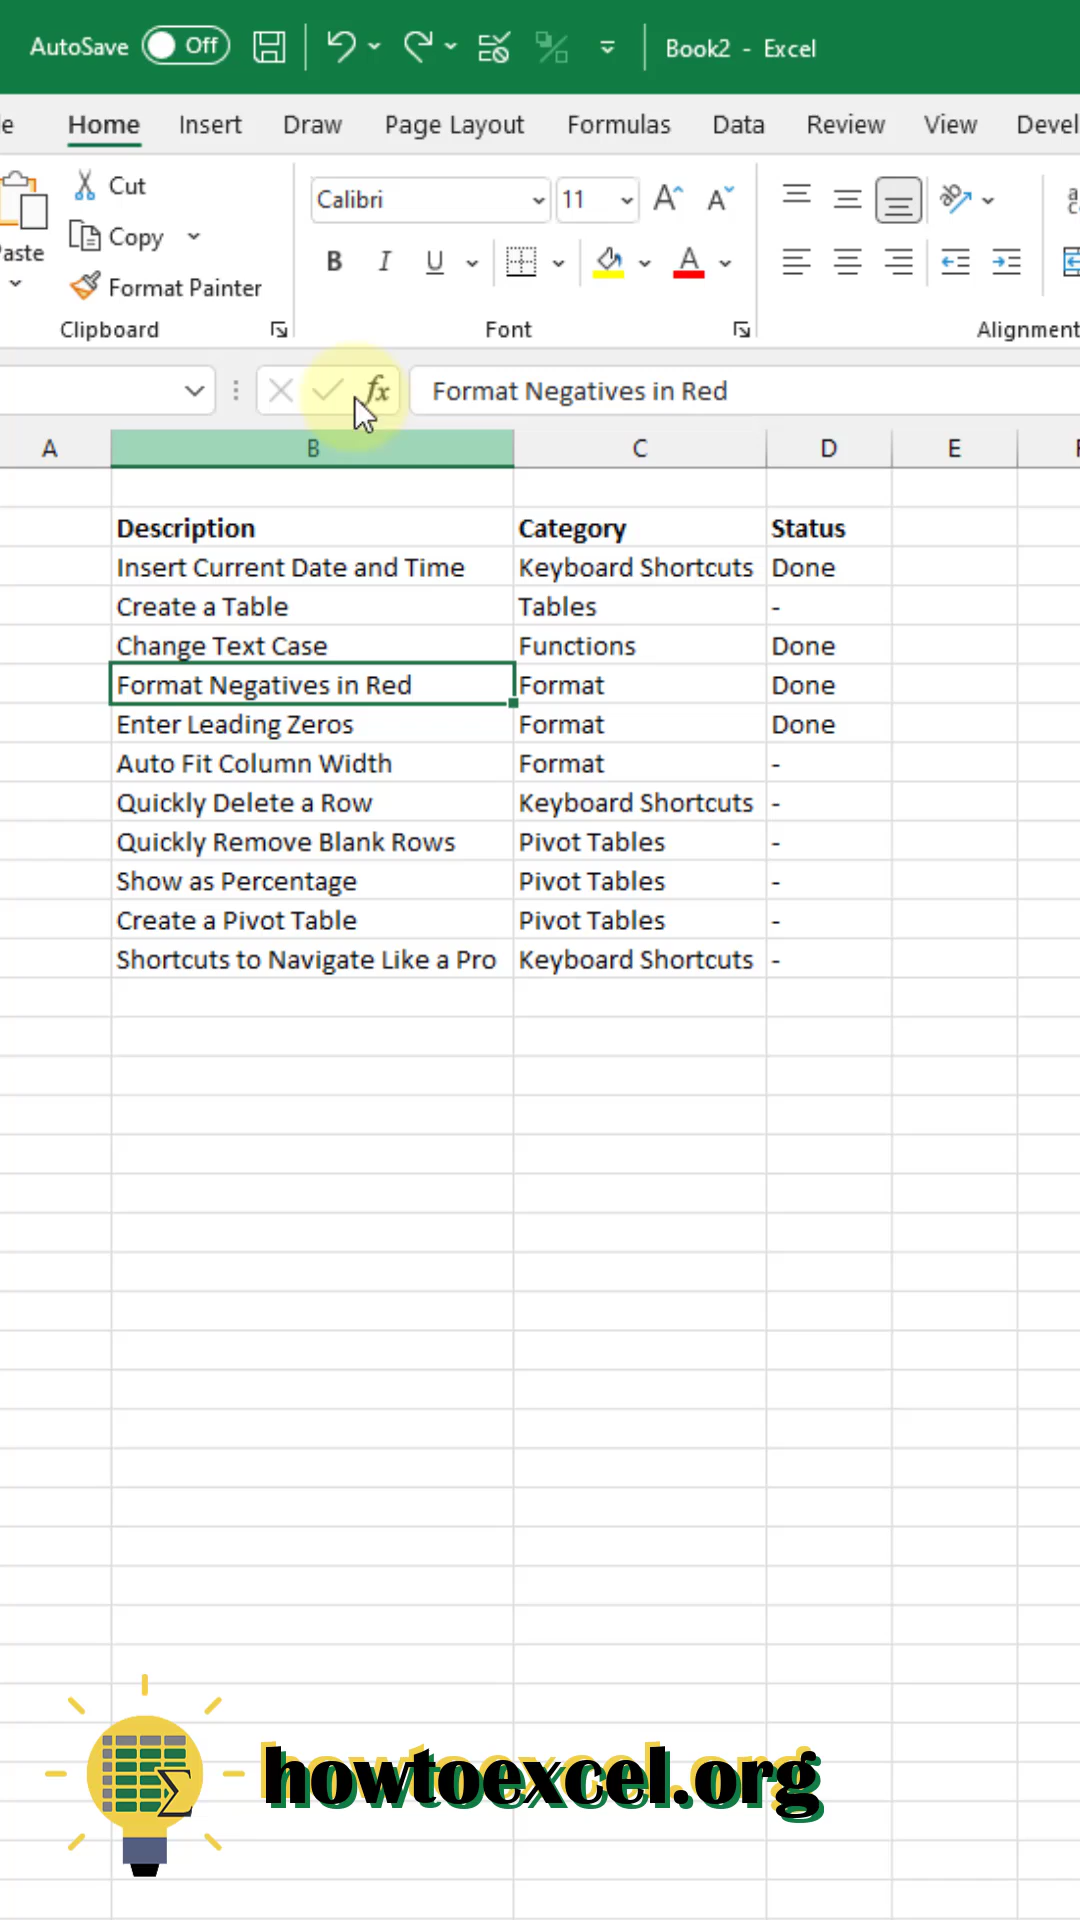 AutoSave Off Book2 - Excel
Home Insert Draw Page Layout Formulas Data Review View
Cut
Calibri 11
Copy
B I U A
Format Painter
Clipboard Font Alignment
fx Format Negatives in Red
A B C D E
Description Category Status
Insert Current Date and Time Keyboard Shortcuts Done
Create a Table Tables -
Change Text Case Functions Done
Format Negatives in Red Format Done
Enter Leading Zeros Format Done
Auto Fit Column Width Format -
Quickly Delete a Row Keyboard Shortcuts -
Quickly Remove Blank Rows Pivot Tables -
Show as Percentage Pivot Tables -
Create a Pivot Table Pivot Tables -
Shortcuts to Navigate Like a Pro Keyboard Shortcuts -
Σ howtoexcel.org